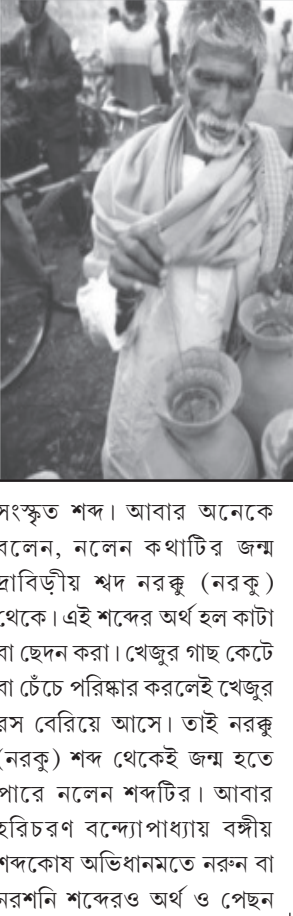 সংস্কৃত শব্দ। আবার অনেকে
বলেন, নলেন কথাটির জন্ম
দ্রাবিড়ীয় শ্বদ নরক্কু (নরকু)
থেকে। এই শব্দের অর্থ হল কাটা
বা ছেদন করা। খেজুর গাছ কেটে
বা চেঁচে পরিষ্কার করলেই খেজুর
রস বেরিয়ে আসে। তাই নরক্কু
(নরকু) শব্দ থেকেই জন্ম হতে
পারে নলেন শব্দটির। আবার
হরিচরণ বন্দ্যোপাধ্যায় বঙ্গীয়
শব্দকোষ অভিধানমতে নরুন বা
নরশনি শব্দেরও অর্থ ও পেছন